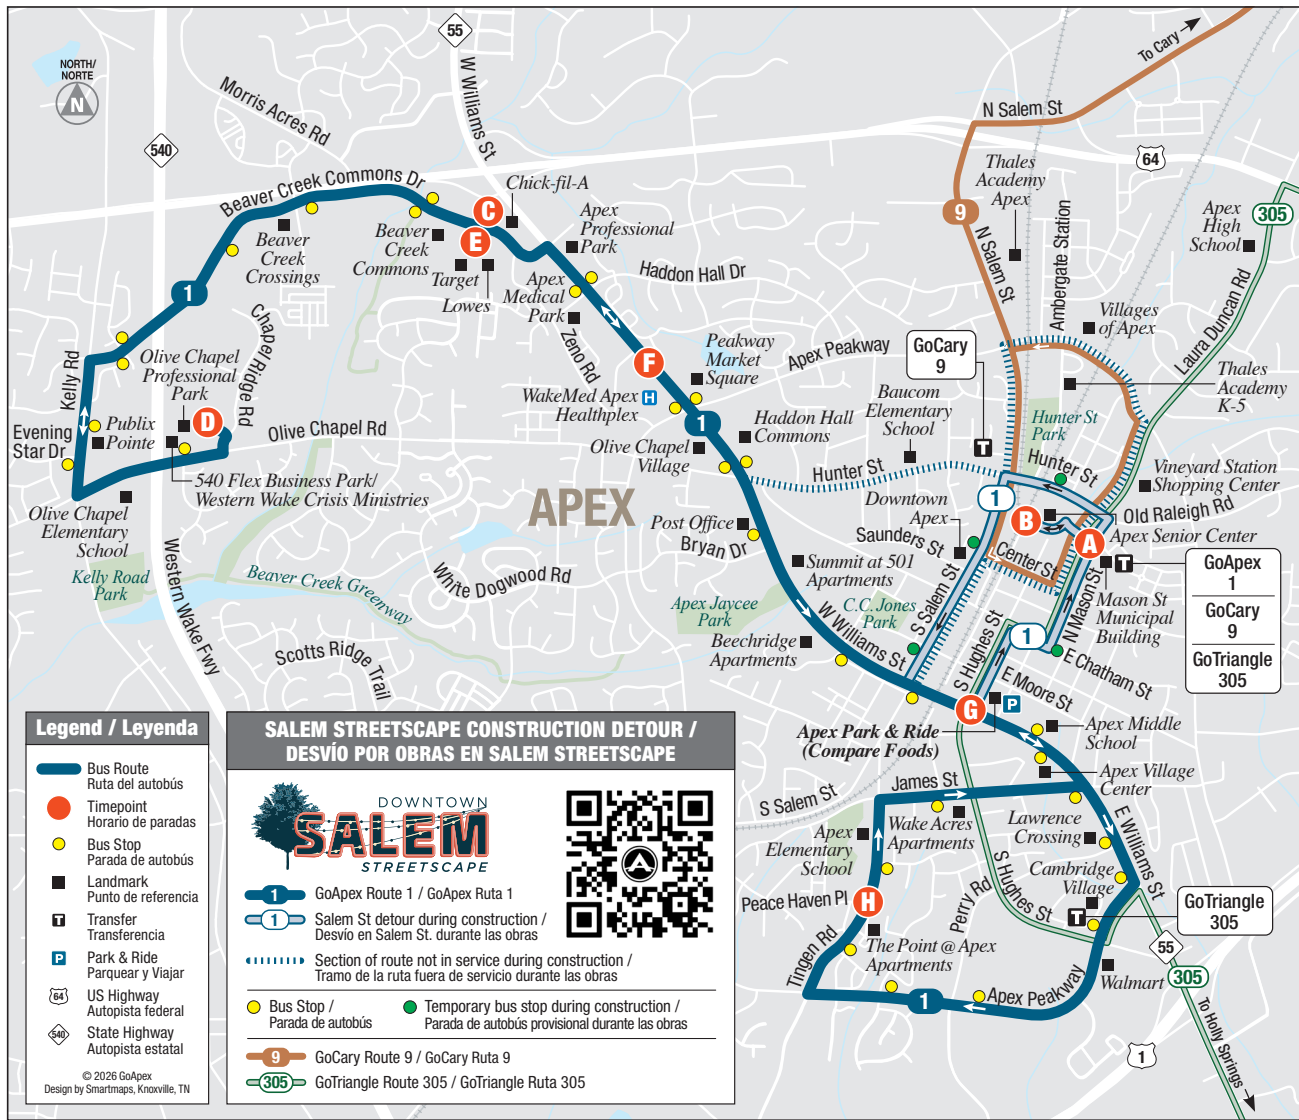 NORTH/
NORTE
N
55
W Williams St
Morris Acres Rd
540
To Cary
N Salem St
64
Thales
Academy
Apex
9
N Salem St
Ambergate Station
Apex
High
School
305
Beaver Creek Commons Dr
Chick-fil-A
C
E
Apex
Professional
Park
Beaver
Creek
Crossings
Beaver
Creek
Commons
Target
Lowes
Apex
Medical
Park
Haddon Hall Dr
Zeno Rd
1
Chapel Ridge Rd
Villages
of Apex
Laura Duncan Rd
GoCary
9
Apex Peakway
Peakway
Market
Square
F
WakeMed Apex
Healthplex
H
Kelly Rd
Olive Chapel
Professional
Park
D
Baucom
Elementary
School
Thales
Academy
K-5
Publix
Pointe
Evening
Star Dr
Olive Chapel Rd
1
Olive Chapel
Village
Haddon Hall
Commons
Hunter St
Hunter St
Park
T
Hunter St
540 Flex Business Park/
Western Wake Crisis Ministries
Vineyard Station
Shopping Center
Olive Chapel
Elementary
School
APEX
Post Office
Bryan Dr
Downtown
Apex
Saunders St
1
B
Old Raleigh Rd
Apex Senior Center
A
Center St
T
GoApex
1
GoCary
9
GoTriangle
305
Kelly Road
Park
Western Wake Fwy
Beaver Creek Greenway
White Dogwood Rd
Summit at 501
Apartments
Apex Jaycee
Park
C.C. Jones
Park
S Salem St
N Mason St
Mason St
Municipal
Building
W Williams St
Beechridge
Apartments
S Hughes St
1
E Chatham St
E Moore St
Scotts Ridge Trail
G
P
Apex Park & Ride
(Compare Foods)
Apex Middle
School
Apex Village
Center
James St
S Salem St
Apex
Elementary
School
Wake Acres
Apartments
Lawrence
Crossing
E Williams St
Cambridge
Village
Peace Haven Pl
H
Perry Rd
S Hughes St
T
GoTriangle
305
Tingen Rd
The Point @ Apex
Apartments
55
305
Walmart
1
Apex Peakway
1
To Holly Springs
Legend / Leyenda
Bus Route
Ruta del autobús
Timepoint
Horario de paradas
Bus Stop
Parada de autobús
Landmark
Punto de referencia
T
Transfer
Transferencia
P
Park & Ride
Parquear y Viajar
64
US Highway
Autopista federal
540
State Highway
Autopista estatal
© 2026 GoApex
Design by Smartmaps, Knoxville, TN
SALEM STREETSCAPE CONSTRUCTION DETOUR /
DESVÍO POR OBRAS EN SALEM STREETSCAPE
DOWNTOWN
SALEM
STREETSCAPE
1
GoApex Route 1 / GoApex Ruta 1
1
Salem St detour during construction /
Desvío en Salem St. durante las obras
Section of route not in service during construction /
Tramo de la ruta fuera de servicio durante las obras
Bus Stop /
Parada de autobús
Temporary bus stop during construction /
Parada de autobús provisional durante las obras
9
GoCary Route 9 / GoCary Ruta 9
305
GoTriangle Route 305 / GoTriangle Ruta 305